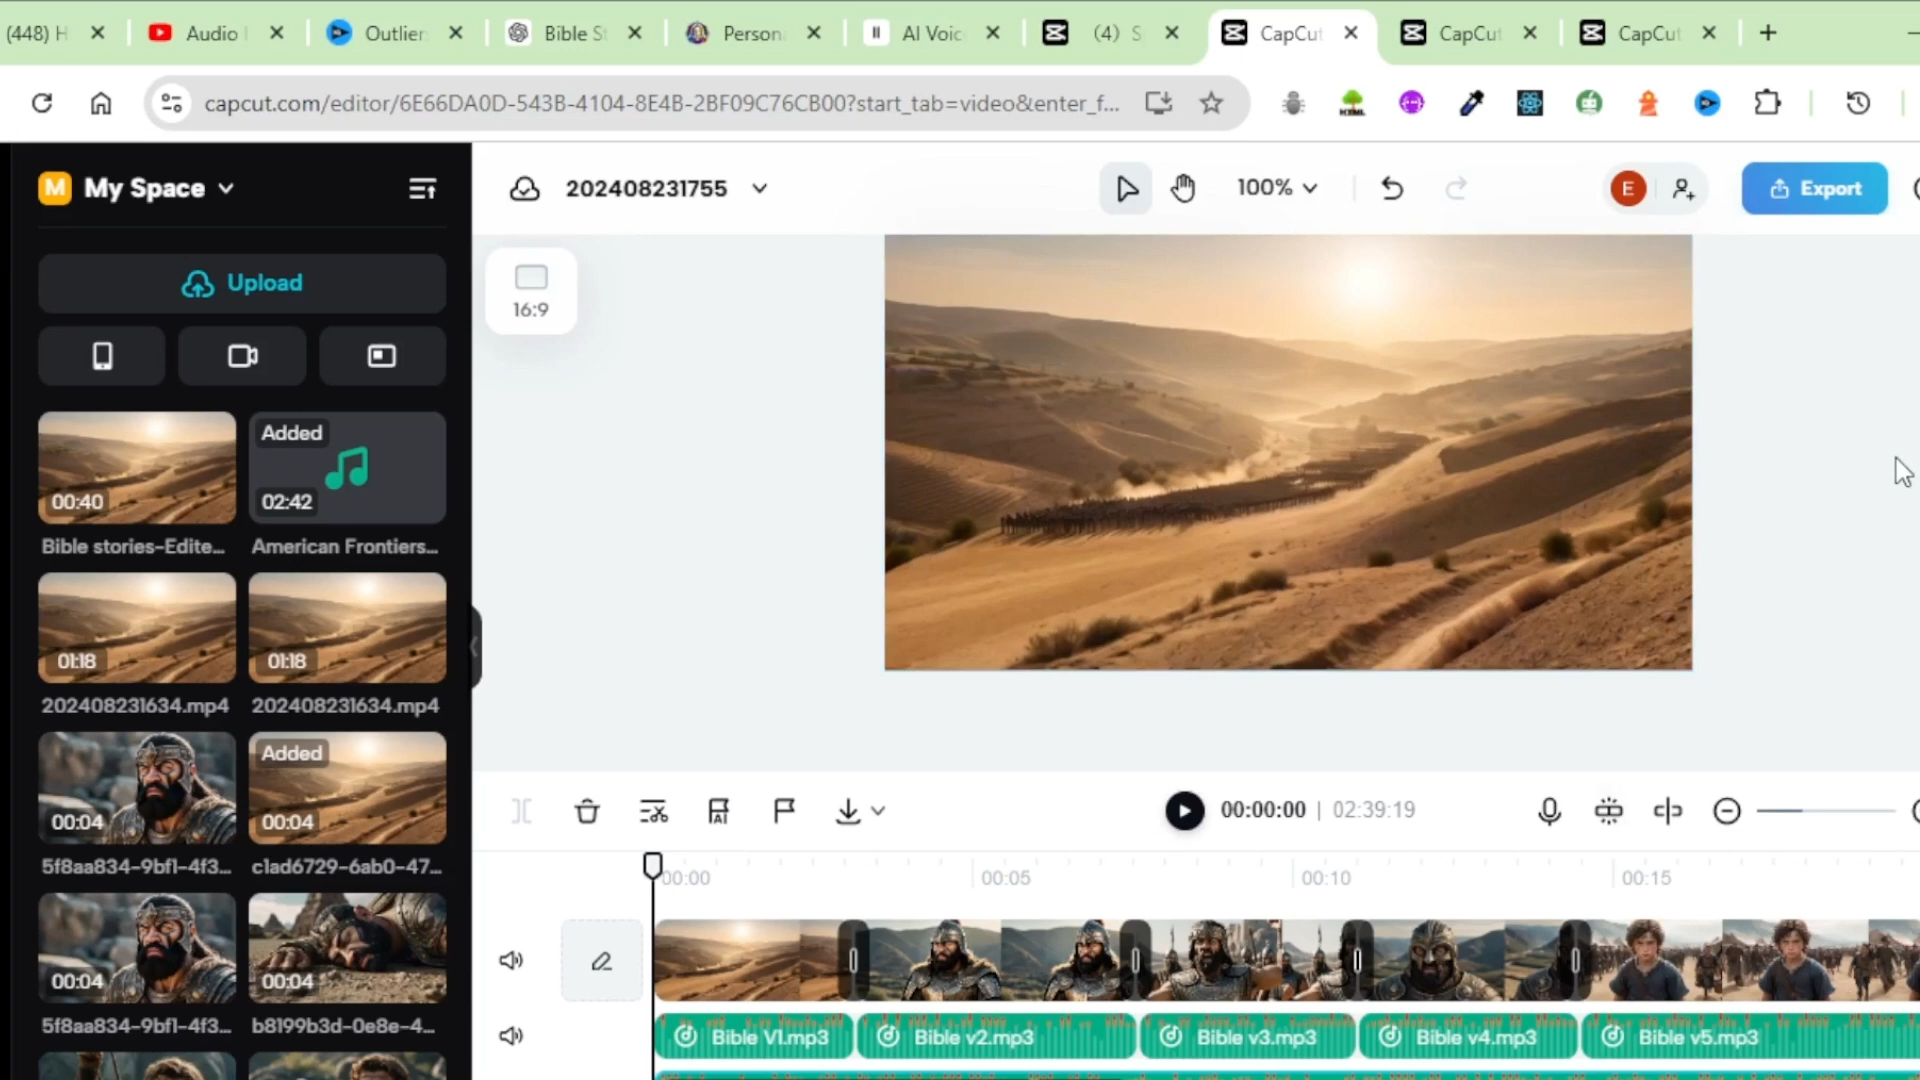 (448) H
Audio
Outlier
Bible St
Persona
AI Voic
(4) S
CapCut
CapCut
CapCut
capcut.com/editor/6E66DA0D-543B-4104-8E4B-2BF09C76CB00?start_tab=video&enter_f...
M My Space
202408231755
100%
E
Export
Upload
16:9
00:40
Added
02:42
Bible stories-Edite...
American Frontiers...
01:18
01:18
202408231634.mp4
202408231634.mp4
00:04
Added
00:04
5f8aa834-9bf1-4f3...
c1ad6729-6ab0-47...
00:04
00:04
5f8aa834-9bf1-4f3...
b8199b3d-0e8e-4...
AI
00:00:00 | 02:39:19
00:00
00:05
00:10
00:15
Bible V1.mp3
Bible v2.mp3
Bible v3.mp3
Bible v4.mp3
Bible v5.mp3